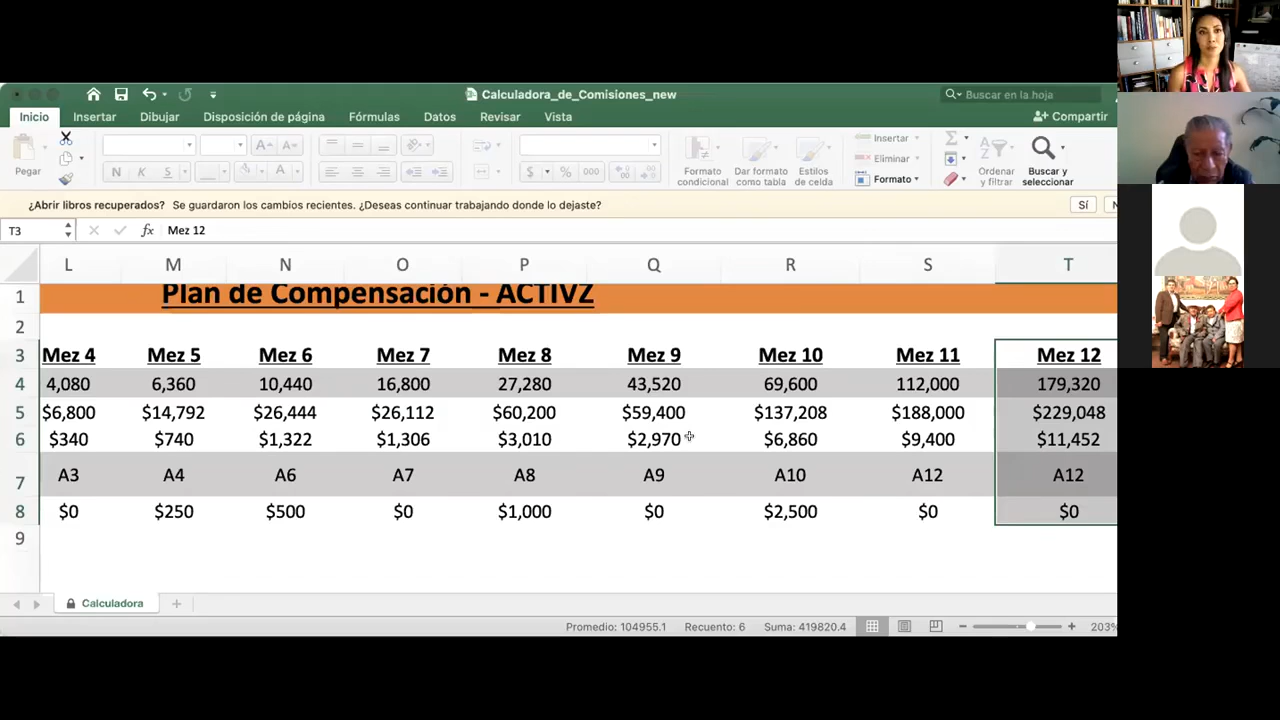 Calculadora_de_Comisiones_new
Buscar en la hoja
Inicio Insertar Dibujar Disposición de página Fórmulas Datos Revisar Vista Compartir
Pegar
N K S A
$ % 000
Formato condicional
Dar formato como tabla
Estilos de celda
Insertar
Eliminar
Formato
Ordenar y filtrar
Buscar y seleccionar
¿Abrir libros recuperados? Se guardaron los cambios recientes. ¿Deseas continuar trabajando donde lo dejaste? Sí
T3 fx Mez 12
L M N O P Q R S T
1 Plan de Compensación - ACTIVZ
2
3 Mez 4 Mez 5 Mez 6 Mez 7 Mez 8 Mez 9 Mez 10 Mez 11 Mez 12
4 4,080 6,360 10,440 16,800 27,280 43,520 69,600 112,000 179,320
5 $6,800 $14,792 $26,444 $26,112 $60,200 $59,400 $137,208 $188,000 $229,048
6 $340 $740 $1,322 $1,306 $3,010 $2,970 $6,860 $9,400 $11,452
7 A3 A4 A6 A7 A8 A9 A10 A12 A12
8 $0 $250 $500 $0 $1,000 $0 $2,500 $0 $0
9
Calculadora
Promedio: 104955.1 Recuento: 6 Suma: 419820.4 203%